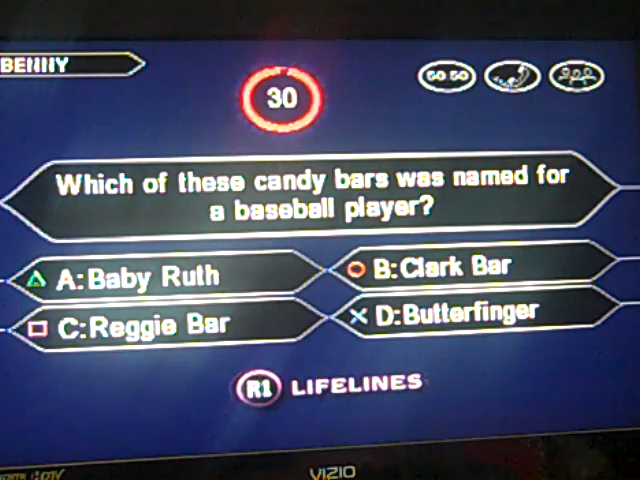 BENNY
30
50:50
Which of these candy bars was named for
a baseball player?
A: Baby Ruth
B: Clark Bar
C: Reggie Bar
D: Butterfinger
R1 LIFELINES
VIZIO